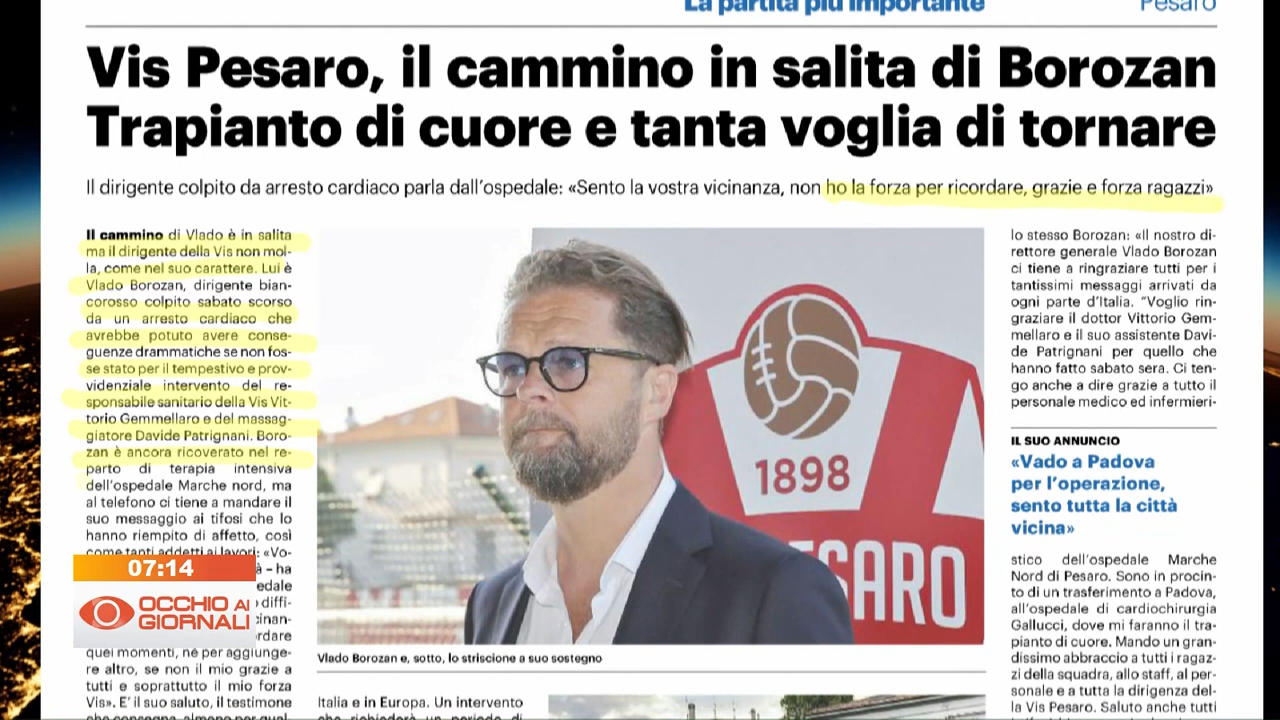 La partita più importante
Pesaro
Vis Pesaro, il cammino in salita di Borozan
Trapianto di cuore e tanta voglia di tornare
Il dirigente colpito da arresto cardiaco parla dall'ospedale: «Sento la vostra vicinanza, non ho la forza per ricordare, grazie e forza ragazzi»
Il cammino di Vlado è in salita
ma il dirigente della Vis non mol-
la, come nel suo carattere. Lui è
Vlado Borozan, dirigente bian-
corosso colpito sabato scorso
da un arresto cardiaco che
avrebbe potuto avere conse-
guenze drammatiche se non fos-
se stato per il tempestivo e prov-
videnziale intervento del re-
sponsabile sanitario della Vis Vit-
torio Gemmellaro e del massag-
giatore Davide Patrignani. Boro-
zan è ancora ricoverato nel re-
parto di terapia intensiva
dell'ospedale Marche nord, ma
al telefono ci tiene a mandare il
suo messaggio ai tifosi che lo
hanno riempito di affetto, così
come tanti addetti ai lavori: «Vo-
à – ha
edale
diffi-
cinan-
rdare
quei momenti, né per aggiunge-
re altro, se non il mio grazie a
tutti e soprattutto il mio forza
Vis». E' il suo saluto, il testimone
che consegna, almeno per qual-
07:14
OCCHIO AI
GIORNALI
1898
ESARO
Vlado Borozan e, sotto, lo striscione a suo sostegno
Italia e in Europa. Un intervento
che richiederà un periodo di
lo stesso Borozan: «Il nostro di-
rettore generale Vlado Borozan
ci tiene a ringraziare tutti per i
tantissimi messaggi arrivati da
ogni parte d'Italia. "Voglio rin-
graziare il dottor Vittorio Gem-
mellaro e il suo assistente Davi-
de Patrignani per quello che
hanno fatto sabato sera. Ci ten-
go anche a dire grazie a tutto il
personale medico ed infermieri-
IL SUO ANNUNCIO
«Vado a Padova
per l'operazione,
sento tutta la città
vicina»
stico dell'ospedale Marche
Nord di Pesaro. Sono in procin-
to di un trasferimento a Padova,
all'ospedale di cardiochirurgia
Gallucci, dove mi faranno il tra-
pianto di cuore. Mando un gran-
dissimo abbraccio a tutti i ragaz-
zi della squadra, allo staff, al per-
sonale e a tutta la dirigenza del-
la Vis Pesaro. Saluto anche tutti